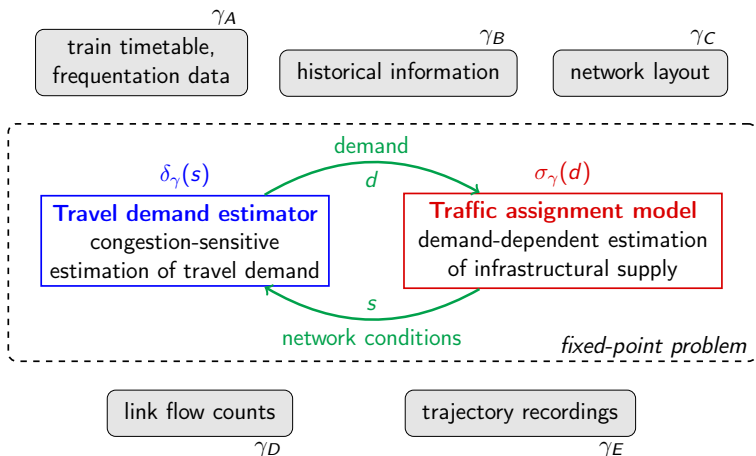 γA
train timetable,
frequentation data
γB
historical information
γC
network layout
demand
d
δγ(s)
Travel demand estimator
congestion-sensitive
estimation of travel demand
σγ(d)
Traffic assignment model
demand-dependent estimation
of infrastructural supply
s
network conditions
fixed-point problem
link flow counts
γD
trajectory recordings
γE